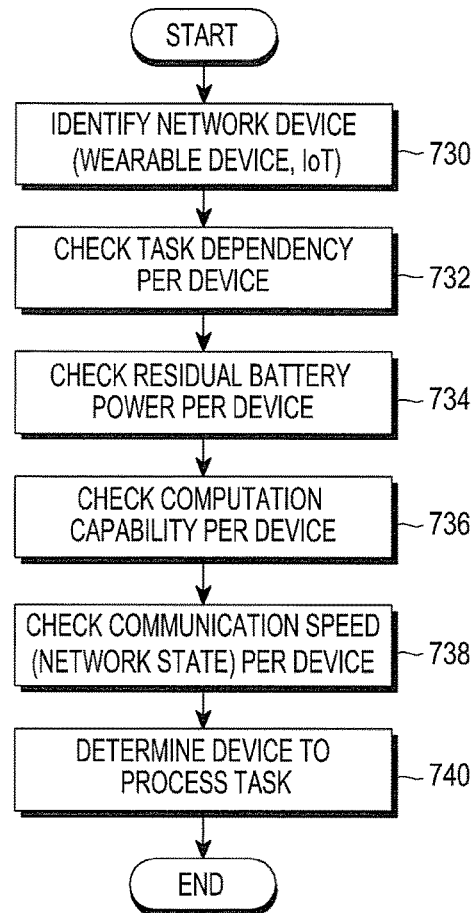 START
IDENTIFY NETWORK DEVICE
(WEARABLE DEVICE, IoT)
730
CHECK TASK DEPENDENCY
PER DEVICE
732
CHECK RESIDUAL BATTERY
POWER PER DEVICE
734
CHECK COMPUTATION
CAPABILITY PER DEVICE
736
CHECK COMMUNICATION SPEED
(NETWORK STATE) PER DEVICE
738
DETERMINE DEVICE TO
PROCESS TASK
740
END